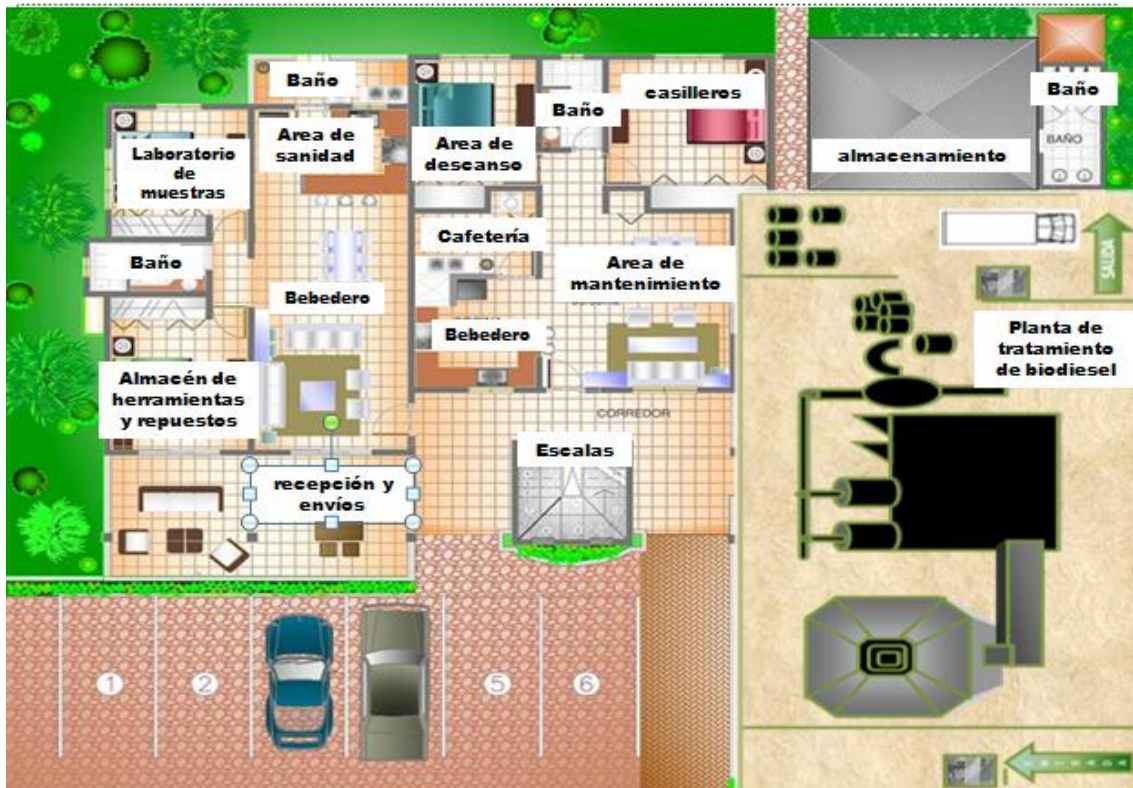 Baño
casilleros
Baño
Baño
Area de
sanidad
Area de
descanso
Laboratorio
de
muestras
almacenamiento
BAÑO
Cafetería
Baño
Area de
mantenimiento
SALIDA
Bebedero
Bebedero
Planta de
tratamiento
de biodiesel
Almacén de
herramientas
y repuestos
CORREDOR
Escalas
recepción y
envíos
1
2
5
6
ENTRADA